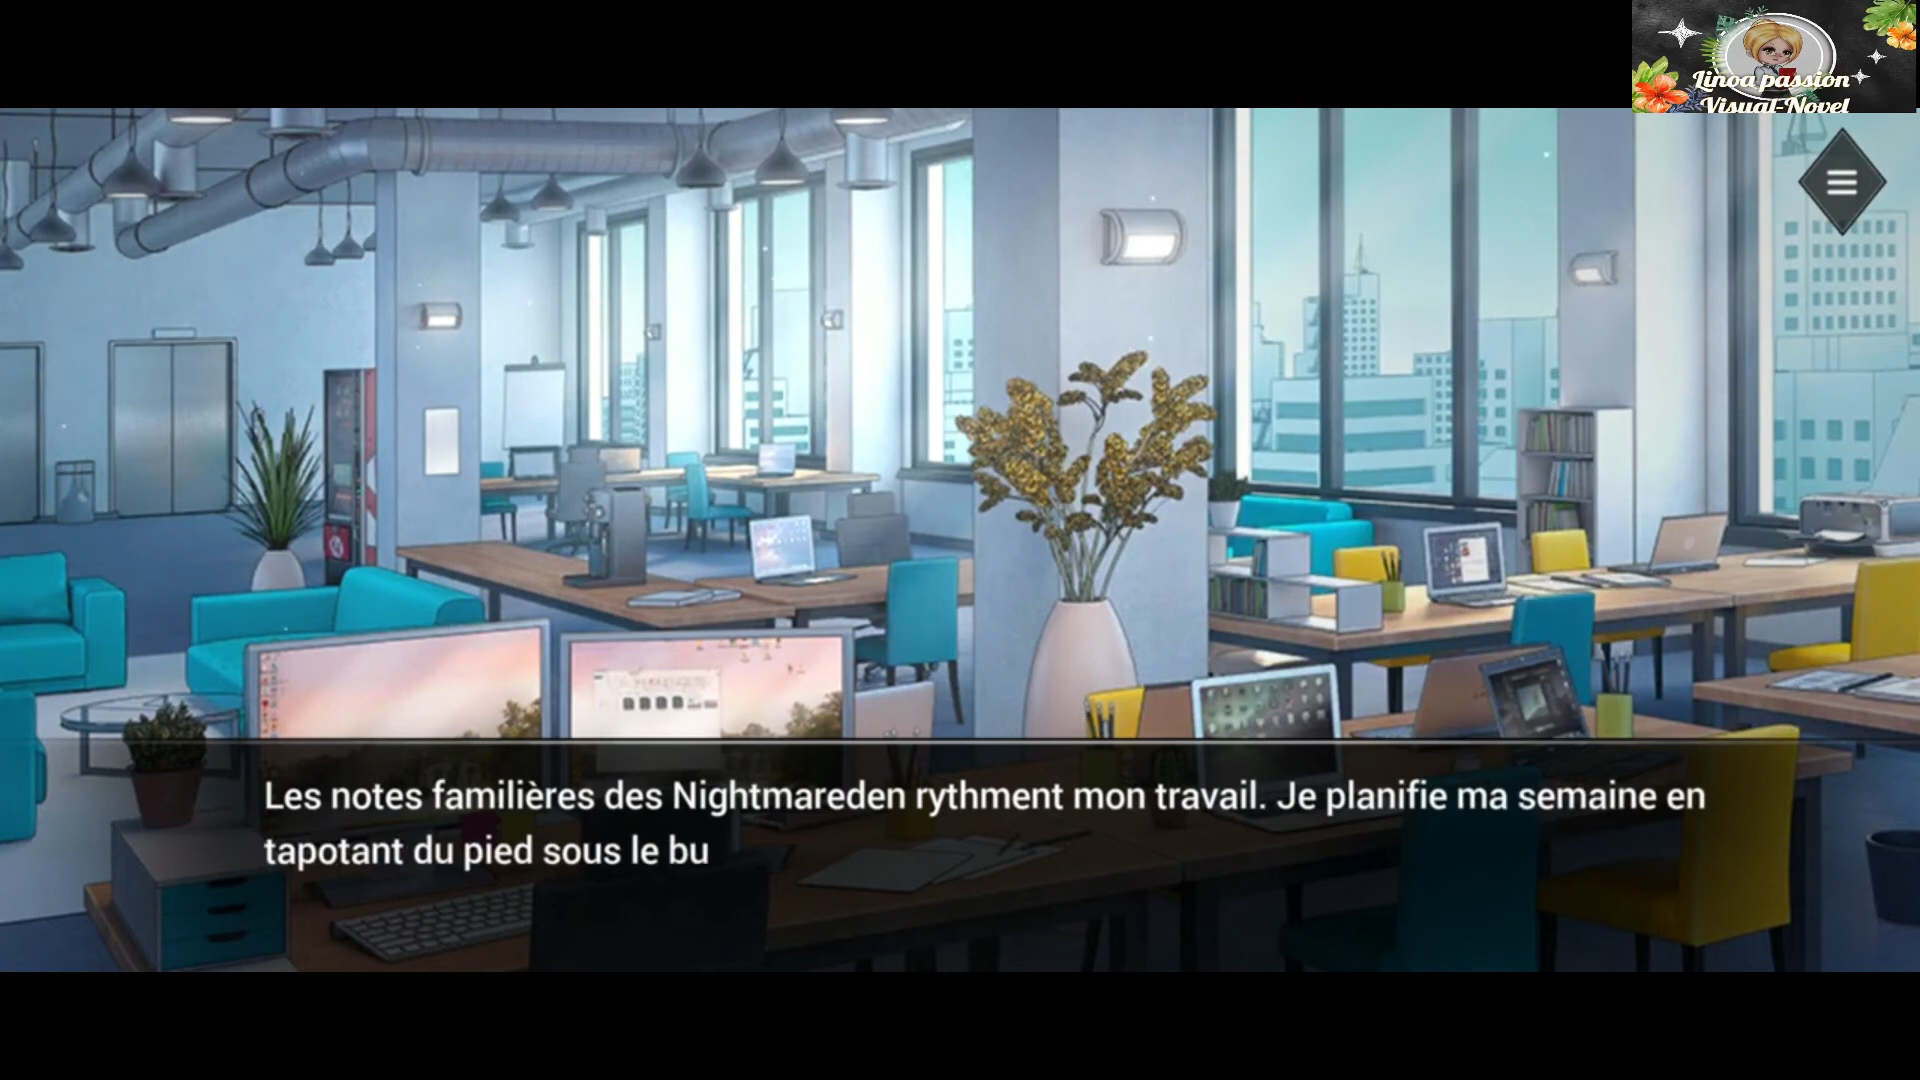 Linoa passion
Visual-Novel
Les notes familières des Nightmareden rythment mon travail. Je planifie ma semaine en
tapotant du pied sous le bu